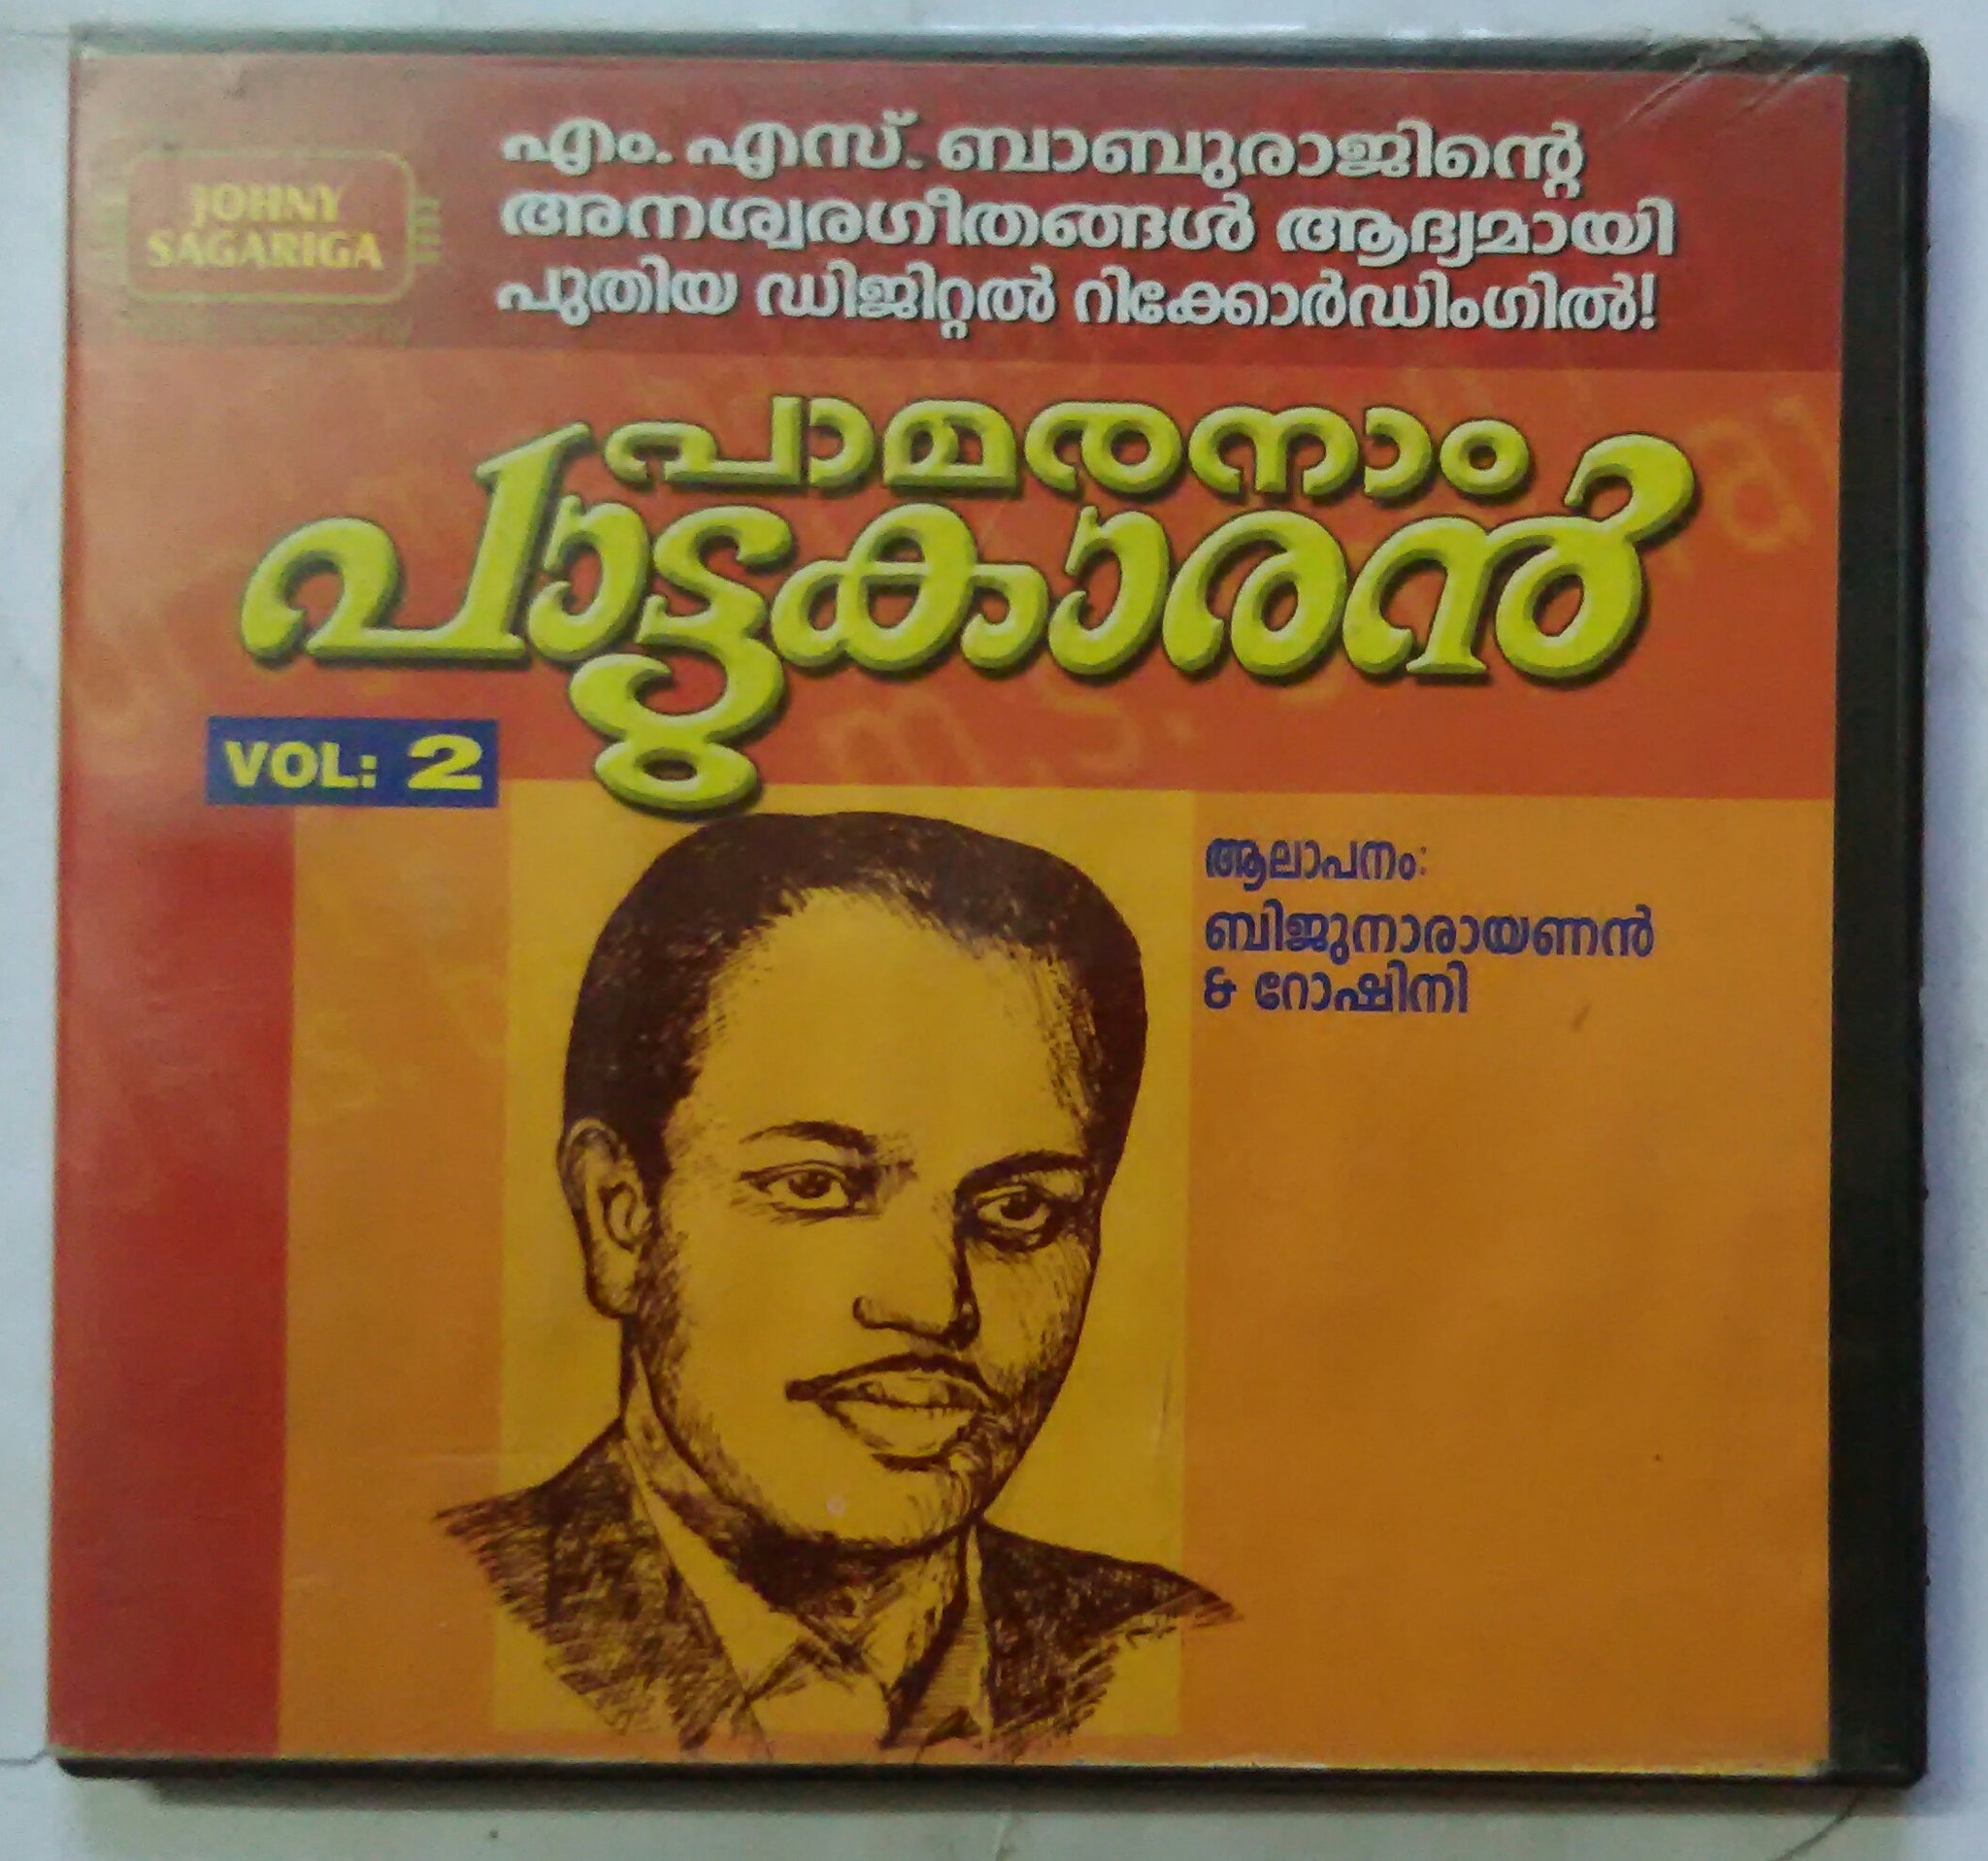 JOHNY
SAGARIGA
എം. എസ്. ബാബുരാജിന്റെ
അനശ്വരഗീതങ്ങൾ ആദ്യമായി
പുതിയ ഡിജിറ്റൽ റിക്കോർഡിംഗിൽ!
പാമരനാം
പാട്ടുകാരൻ
VOL: 2
ആലാപനം:
ബിജുനാരായണൻ
& റോഷിനി
m.s.